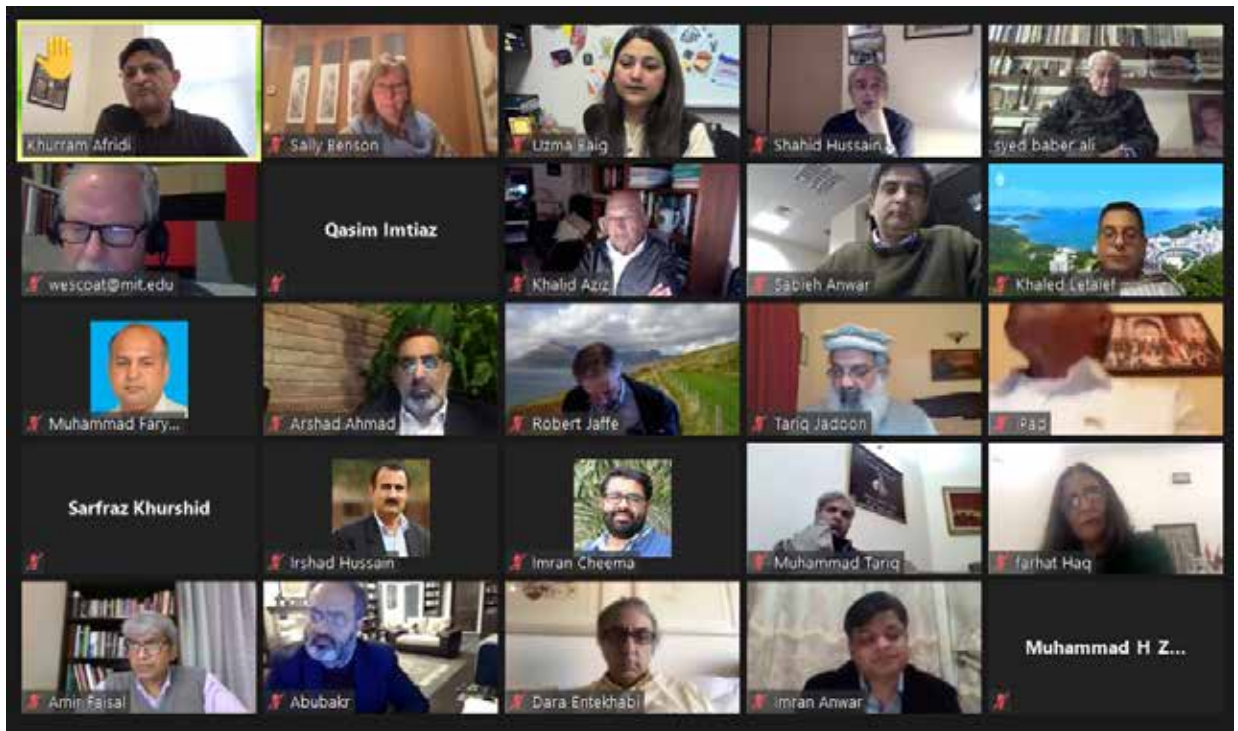 Khurram Afridi
Sally Benson
Uzma Baig
Shahid Hussain
syed baber ali
wescoat@mit.edu
Qasim Imtiaz
Khalid Aziz
Sabieh Anwar
Khaled Letaief
Muhammad Fary...
Arshad Ahmad
Robert Jaffe
Tariq Jadoon
iPad
Sarfraz Khurshid
Irshad Hussain
Imran Cheema
Muhammad Tariq
farhat Haq
Amir Faisal
Abubakr
Dara Entekhabi
Imran Anwar
Muhammad H Z...